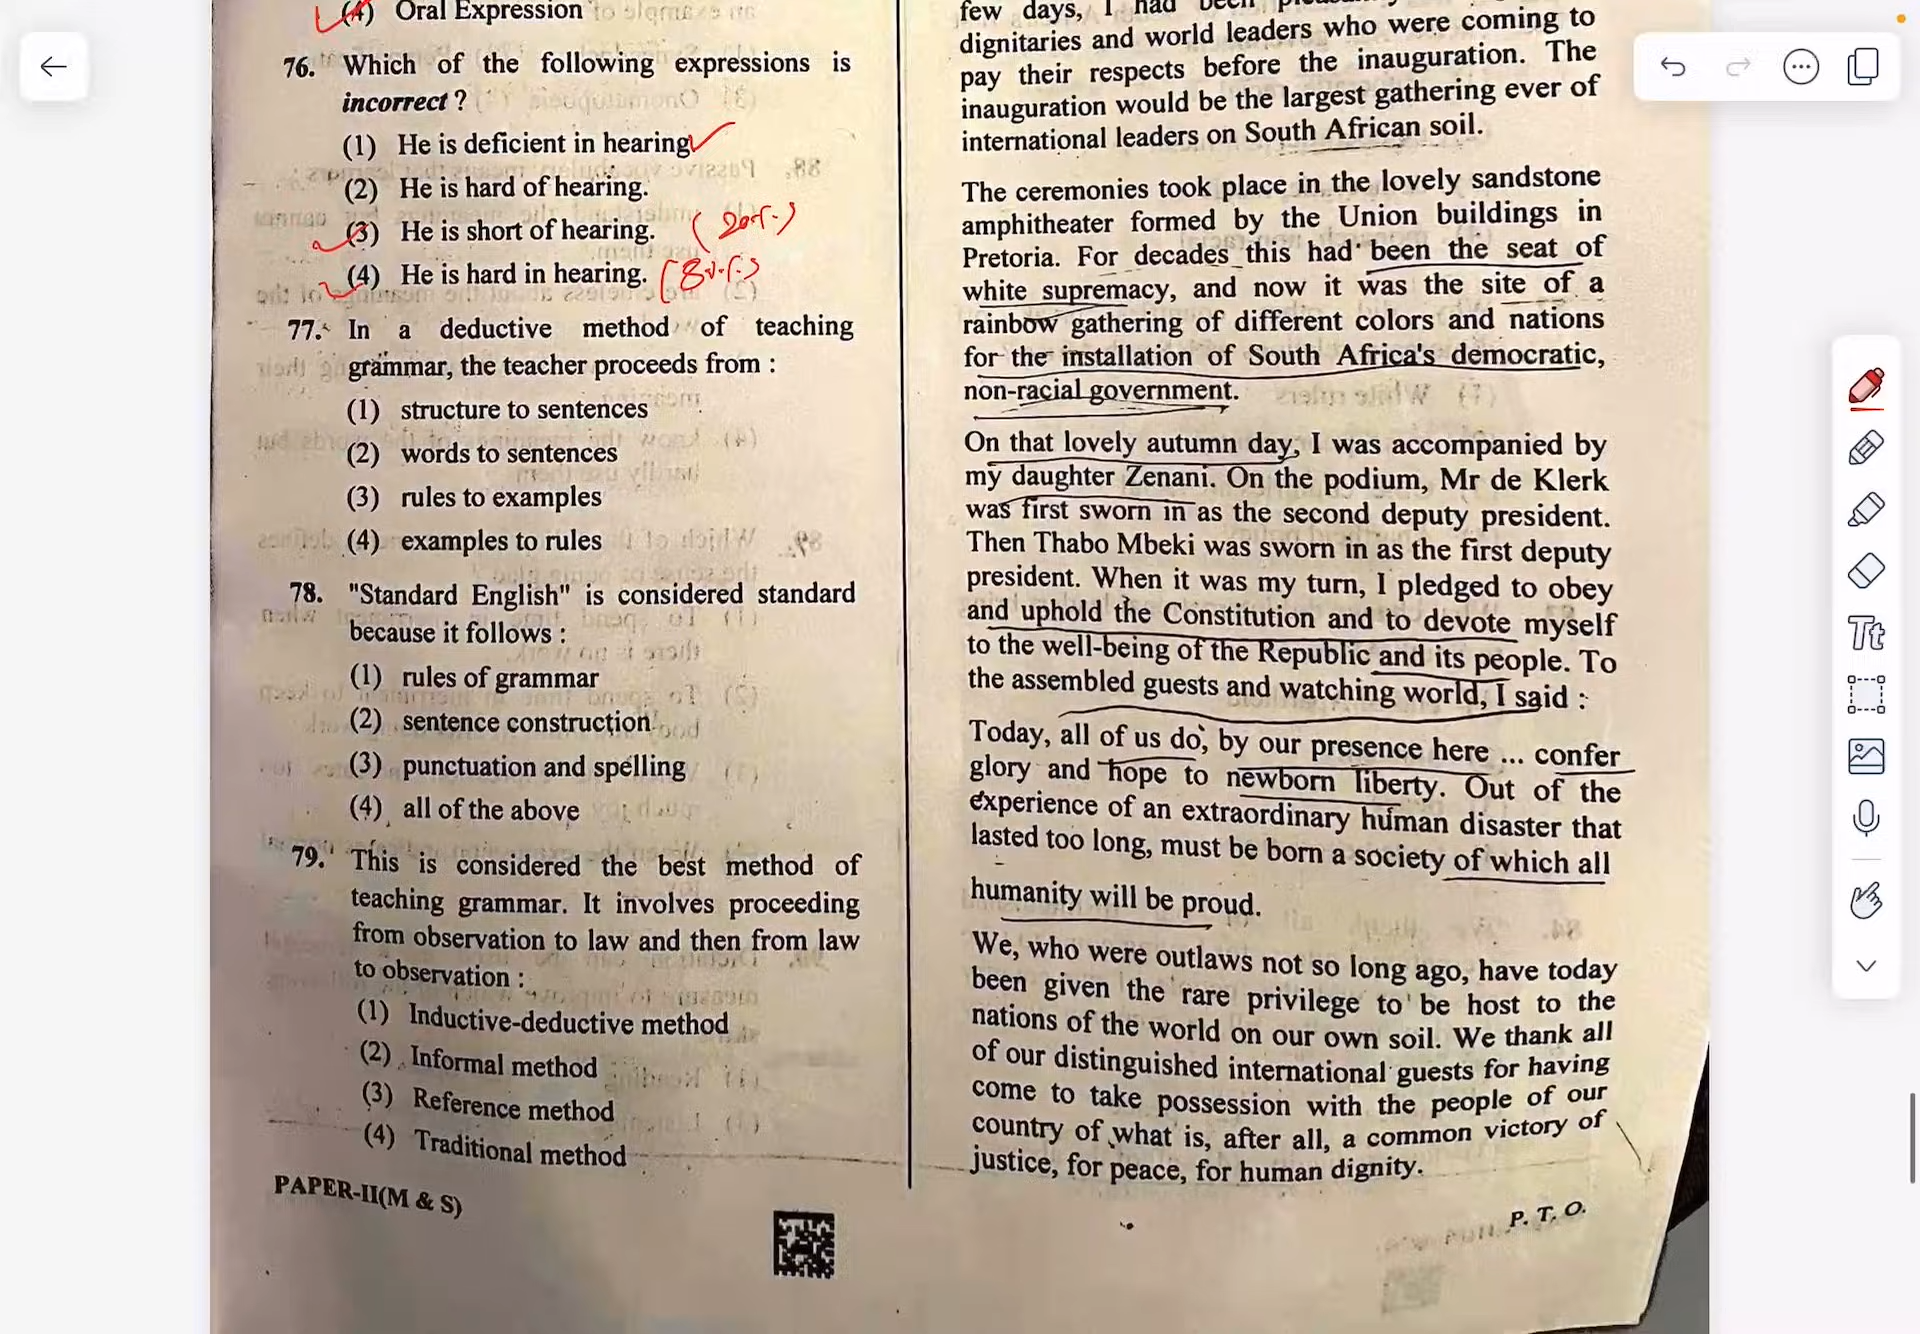 (4) Oral Expression
76. Which of the following expressions is
incorrect ?
(1) He is deficient in hearing
(2) He is hard of hearing.
(3) He is short of hearing.
(4) He is hard in hearing.
77. In a deductive method of teaching
grammar, the teacher proceeds from :
(1) structure to sentences
(2) words to sentences
(3) rules to examples
(4) examples to rules
78. "Standard English" is considered standard
because it follows :
(1) rules of grammar
(2) sentence construction
(3) punctuation and spelling
(4) all of the above
79. This is considered the best method of
teaching grammar. It involves proceeding
from observation to law and then from law
to observation :
(1) Inductive-deductive method
(2) Informal method
(3) Reference method
(4) Traditional method
PAPER-II(M & S)
few days, I had been
dignitaries and world leaders who were coming to
pay their respects before the inauguration. The
inauguration would be the largest gathering ever of
international leaders on South African soil.
The ceremonies took place in the lovely sandstone
amphitheater formed by the Union buildings in
Pretoria. For decades this had been the seat of
white supremacy, and now it was the site of a
rainbow gathering of different colors and nations
for the installation of South Africa's democratic,
non-racial government.
On that lovely autumn day, I was accompanied by
my daughter Zenani. On the podium, Mr de Klerk
was first sworn in as the second deputy president.
Then Thabo Mbeki was sworn in as the first deputy
president. When it was my turn, I pledged to obey
and uphold the Constitution and to devote myself
to the well-being of the Republic and its people. To
the assembled guests and watching world, I said :
Today, all of us do, by our presence here ... confer
glory and hope to newborn liberty. Out of the
experience of an extraordinary human disaster that
lasted too long, must be born a society of which all
humanity will be proud.
We, who were outlaws not so long ago, have today
been given the rare privilege to be host to the
nations of the world on our own soil. We thank all
of our distinguished international guests for having
come to take possession with the people of our
country of what is, after all, a common victory of
justice, for peace, for human dignity.
P. T. O.
Tt